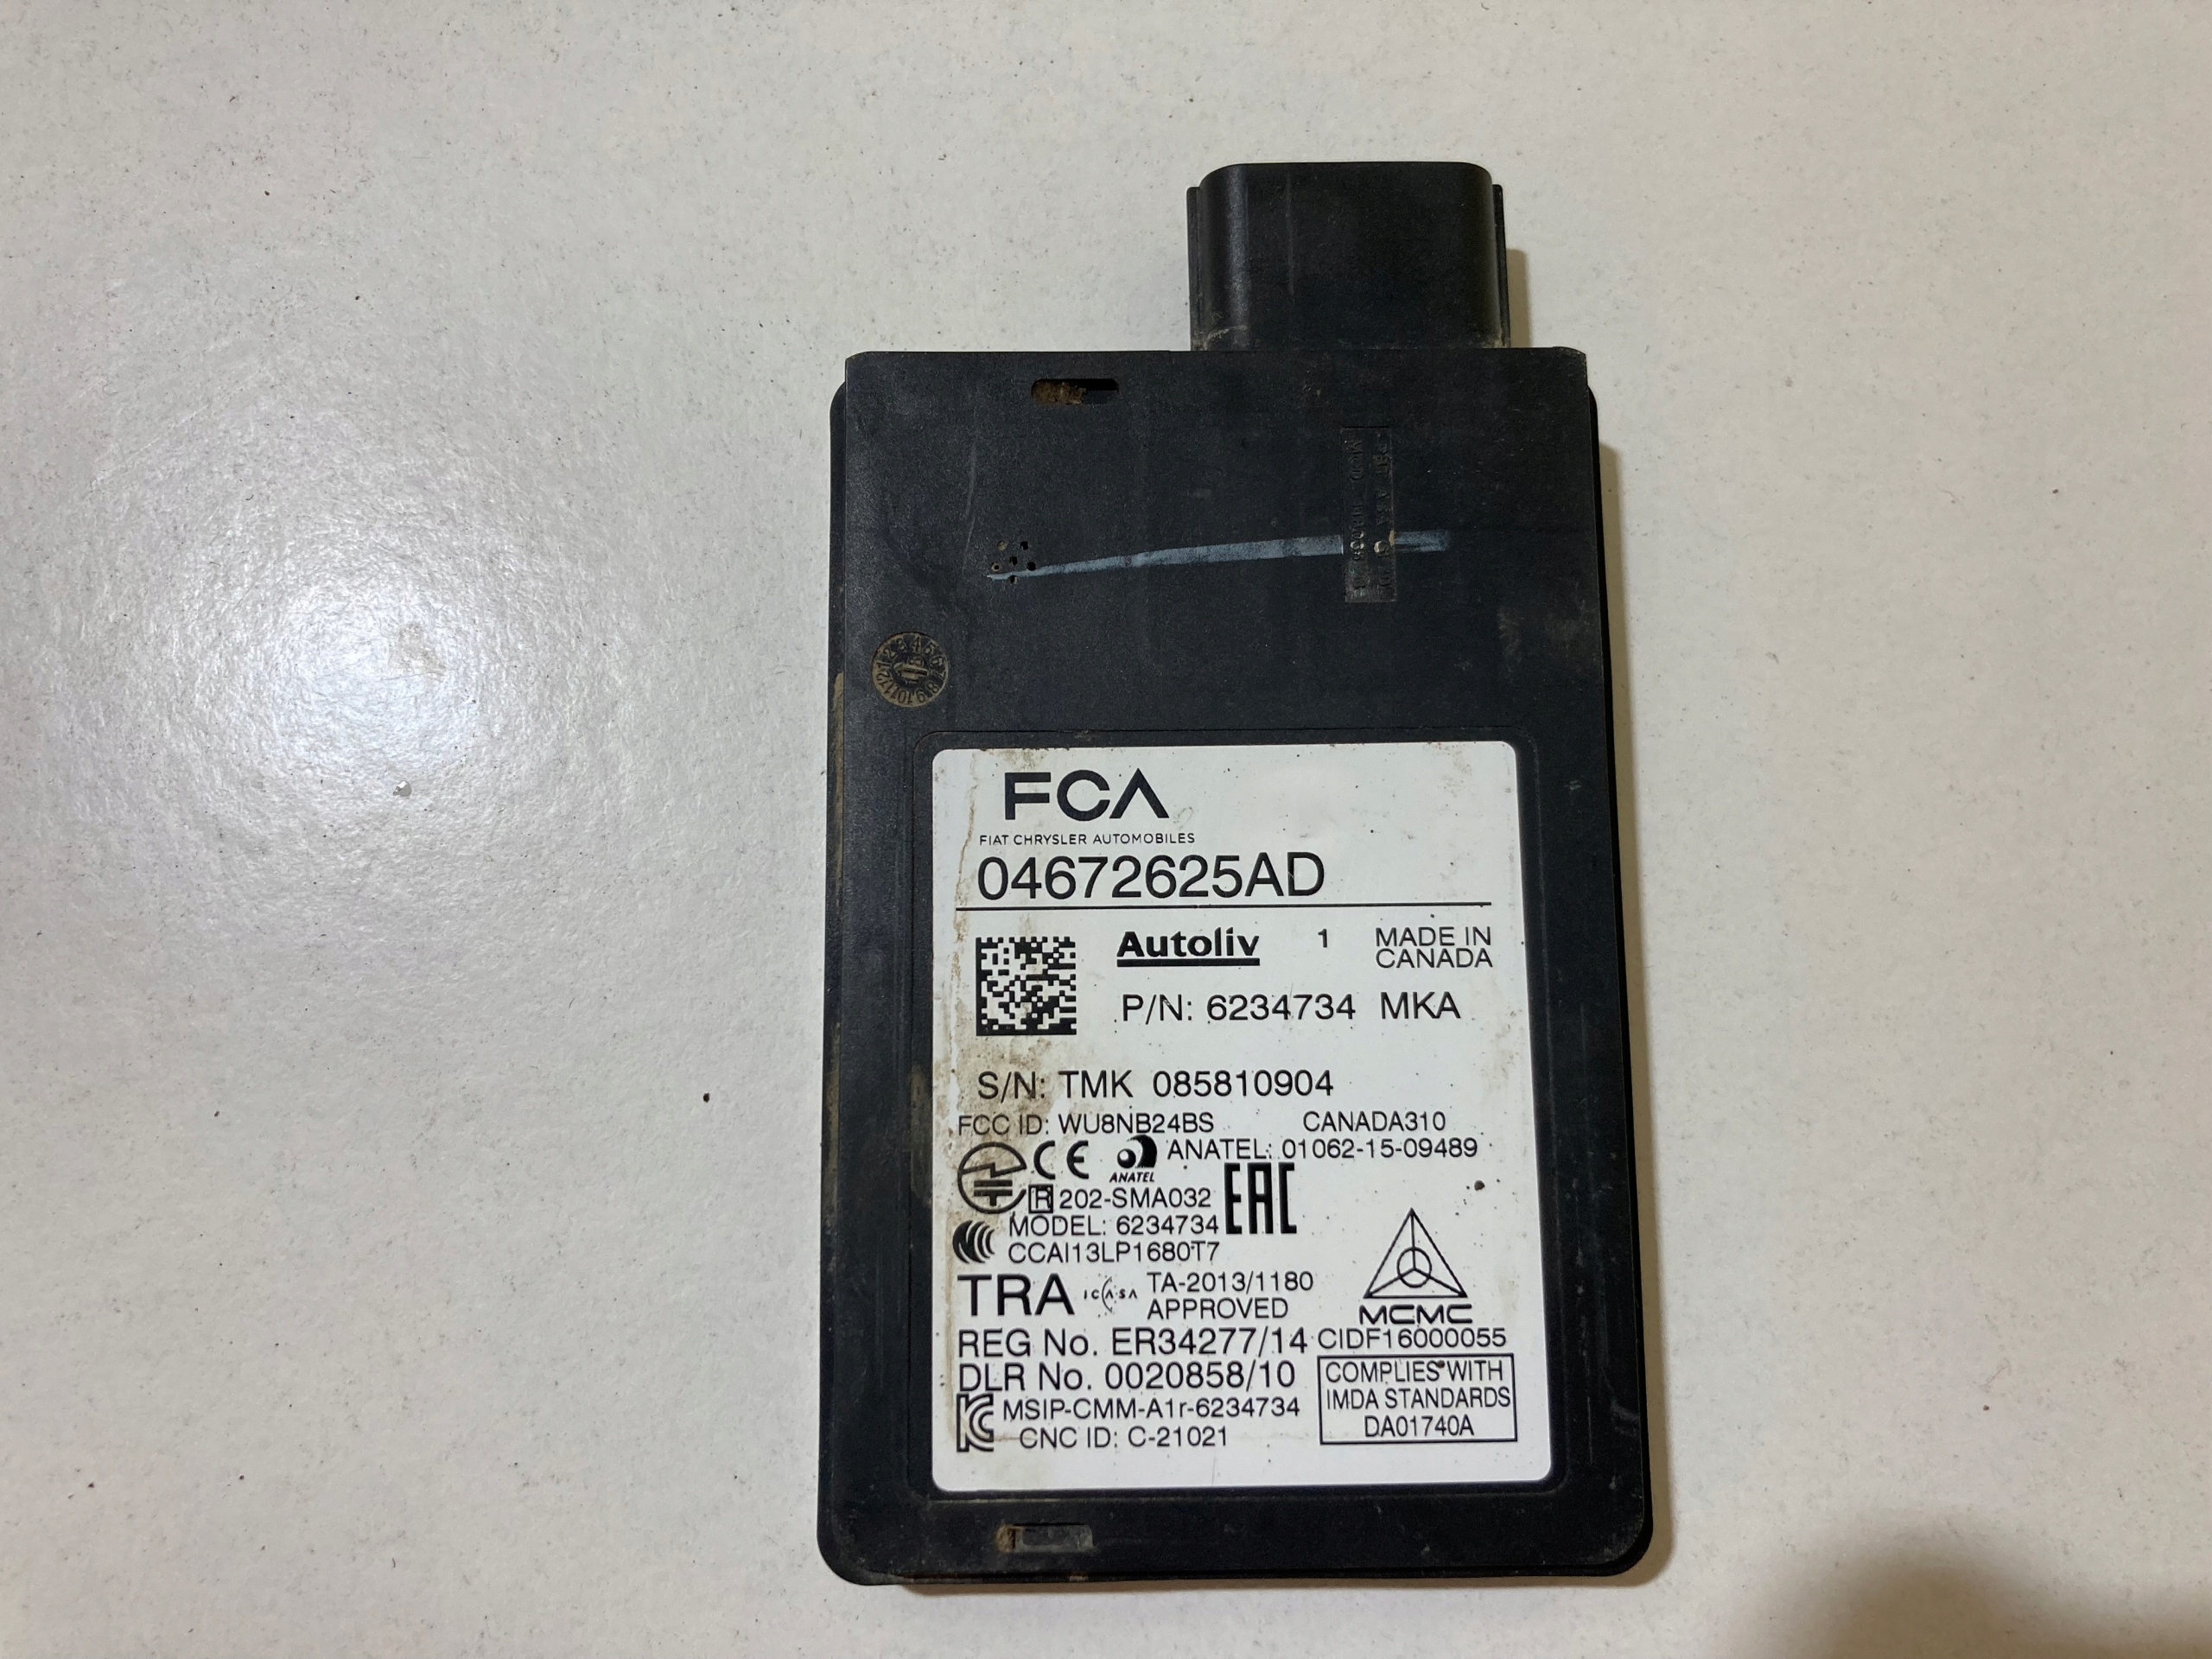 FCA
FIAT CHRYSLER AUTOMOBILES
04672625AD
Autoliv 1 MADE IN CANADA
P/N: 6234734 MKA
S/N: TMK 085810904
FCC ID: WU8NB24BS CANADA310
CE ANATEL ANATEL: 01062-15-09489
R 202-SMA032 EAC
MODEL: 6234734
CCAI13LP1680T7
TRA ICASA TA-2013/1180 APPROVED
MCMC
REG No. ER34277/14 CIDF16000055
DLR No. 0020858/10
COMPLIES WITH
IMDA STANDARDS
DA01740A
MSIP-CMM-A1r-6234734
CNC ID: C-21021